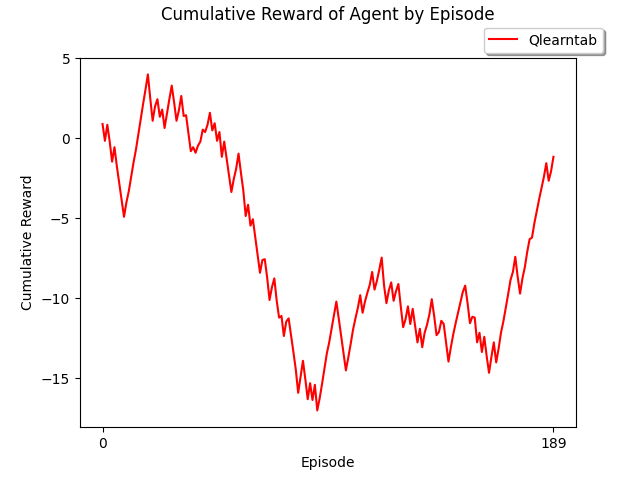 Cumulative Reward of Agent by Episode
Qlearntab
5
0
−5
−10
−15
Cumulative Reward
0 189
Episode